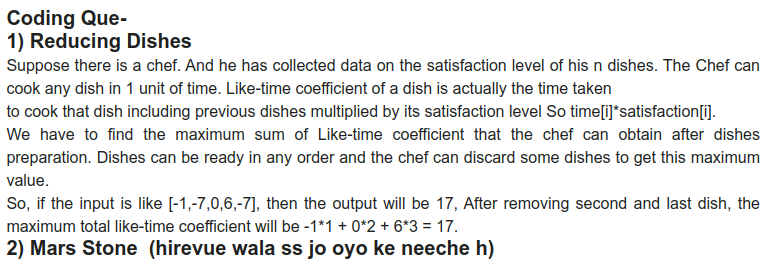 Coding Que-
1) Reducing Dishes
Suppose there is a chef. And he has collected data on the satisfaction level of his n dishes. The Chef can
cook any dish in 1 unit of time. Like-time coefficient of a dish is actually the time taken
to cook that dish including previous dishes multiplied by its satisfaction level So time[i]*satisfaction[i].
We have to find the maximum sum of Like-time coefficient that the chef can obtain after dishes
preparation. Dishes can be ready in any order and the chef can discard some dishes to get this maximum
value.
So, if the input is like [-1,-7,0,6,-7], then the output will be 17, After removing second and last dish, the
maximum total like-time coefficient will be -1*1 + 0*2 + 6*3 = 17.
2) Mars Stone  (hirevue wala ss jo oyo ke neeche h)